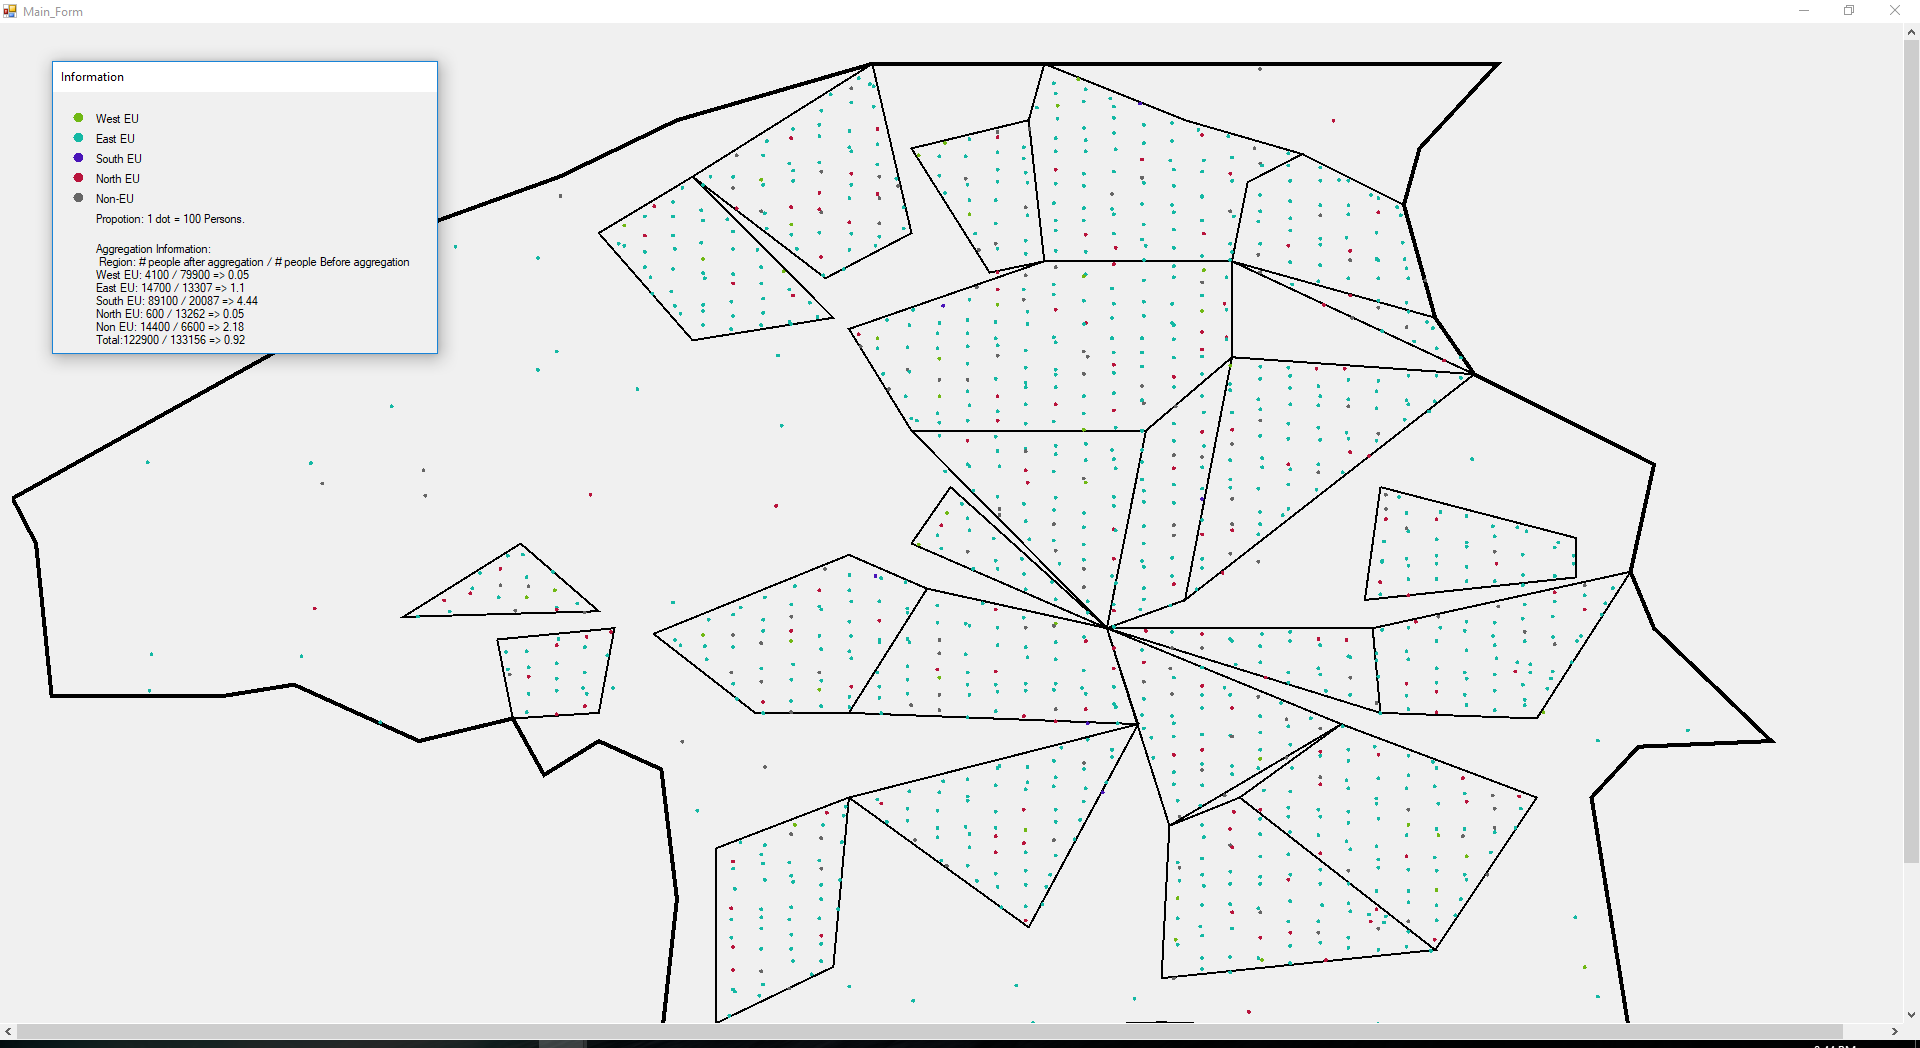 Main_Form
Information
West EU
East EU
South EU
North EU
Non-EU
Propotion: 1 dot = 100 Persons.
Aggregation Information:
Region: # people after aggregation / # people Before aggregation
West EU: 4100 / 79900 => 0.05
East EU: 14700 / 13307 => 1.1
South EU: 89100 / 20087 => 4.44
North EU: 600 / 13262 => 0.05
Non EU: 14400 / 6600 => 2.18
Total:122900 / 133156 => 0.92